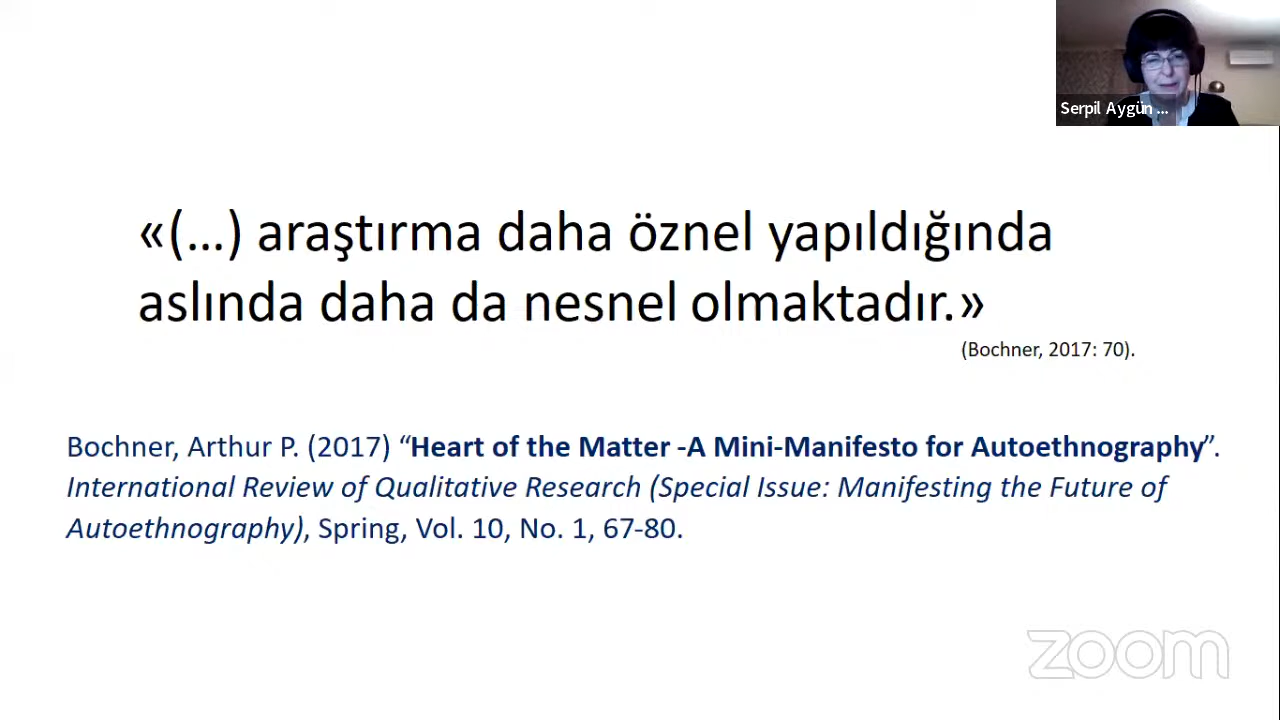 Serpil Aygün ...
«(...) araştırma daha öznel yapıldığında
aslında daha da nesnel olmaktadır.»
(Bochner, 2017: 70).
Bochner, Arthur P. (2017) “Heart of the Matter -A Mini-Manifesto for Autoethnography”.
International Review of Qualitative Research (Special Issue: Manifesting the Future of
Autoethnography), Spring, Vol. 10, No. 1, 67-80.
zoom